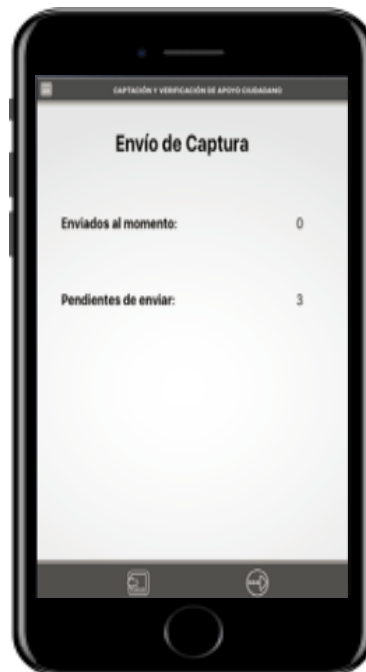 CAPTACIÓN Y VERIFICACIÓN DE APOYO CIUDADANO
Envío de Captura
Enviados al momento: 0
Pendientes de enviar: 3